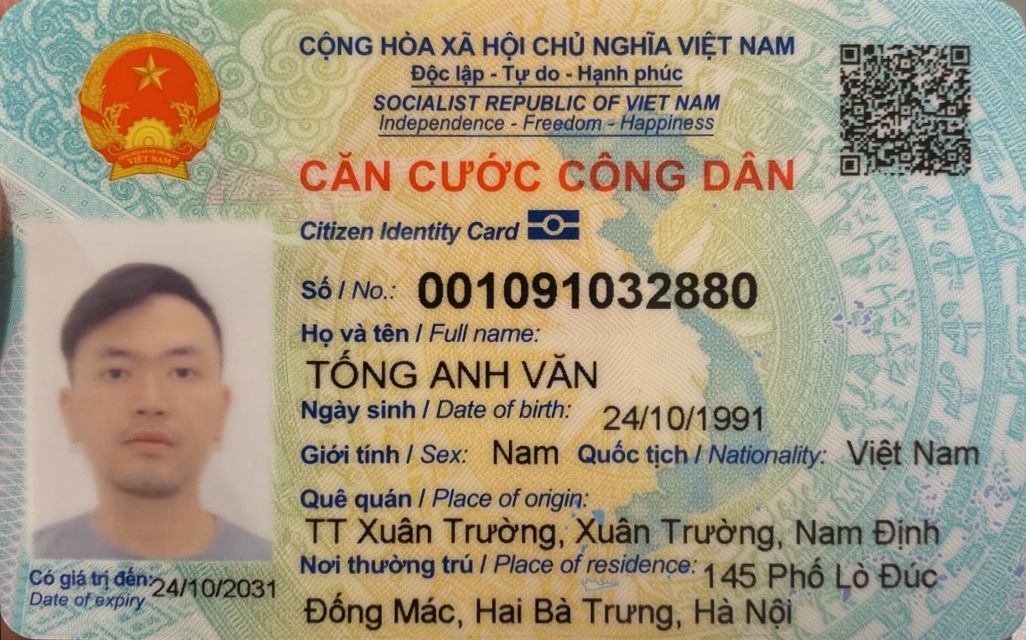 CỘNG HÒA XÃ HỘI CHỦ NGHĨA VIỆT NAM
Độc lập - Tự do - Hạnh phúc
SOCIALIST REPUBLIC OF VIET NAM
Independence - Freedom - Happiness
VIỆT NAM
CĂN CƯỚC CÔNG DÂN
Citizen Identity Card
Số / No.: 001091032880
Họ và tên / Full name:
TỐNG ANH VĂN
Ngày sinh / Date of birth: 24/10/1991
Giới tính / Sex: Nam Quốc tịch / Nationality: Việt Nam
Quê quán / Place of origin:
TT Xuân Trường, Xuân Trường, Nam Định
Nơi thường trú / Place of residence: 145 Phố Lò Đúc
Đống Mác, Hai Bà Trưng, Hà Nội
Có giá trị đến: 24/10/2031
Date of expiry